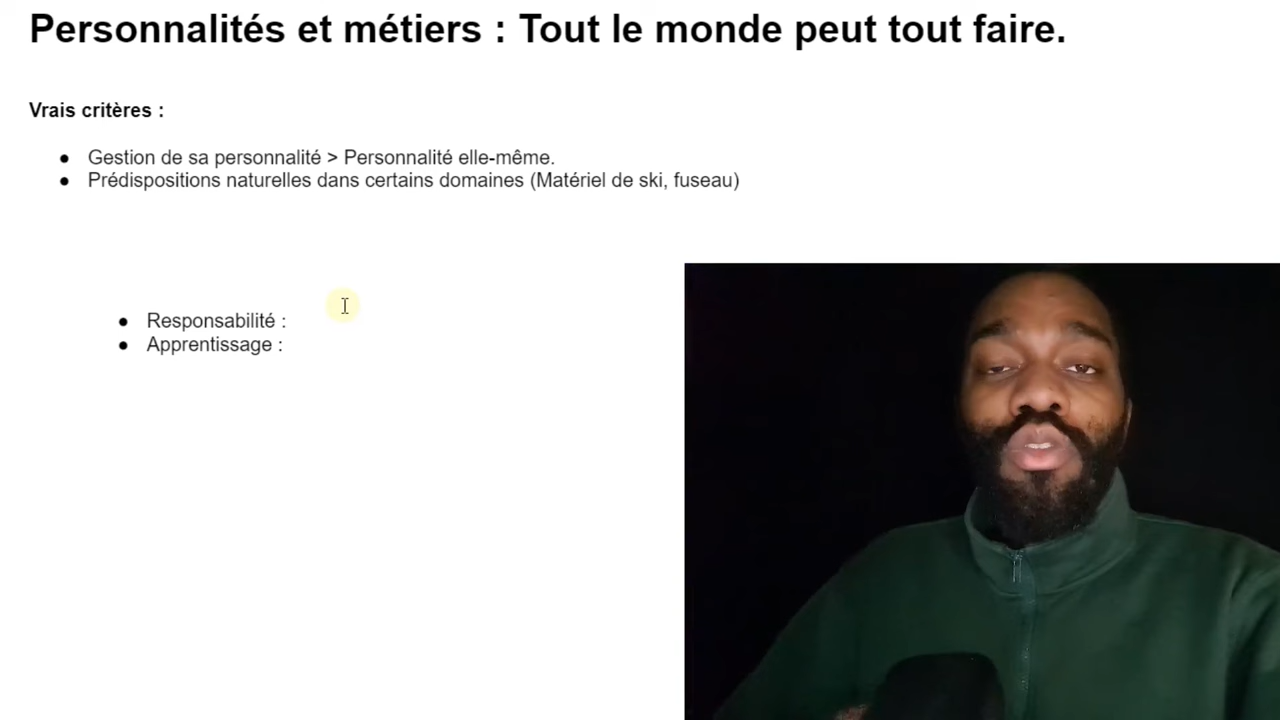 Personnalités et métiers : Tout le monde peut tout faire.
Vrais critères :
● Gestion de sa personnalité > Personnalité elle-même.
● Prédispositions naturelles dans certains domaines (Matériel de ski, fuseau)
● Responsabilité :
● Apprentissage :